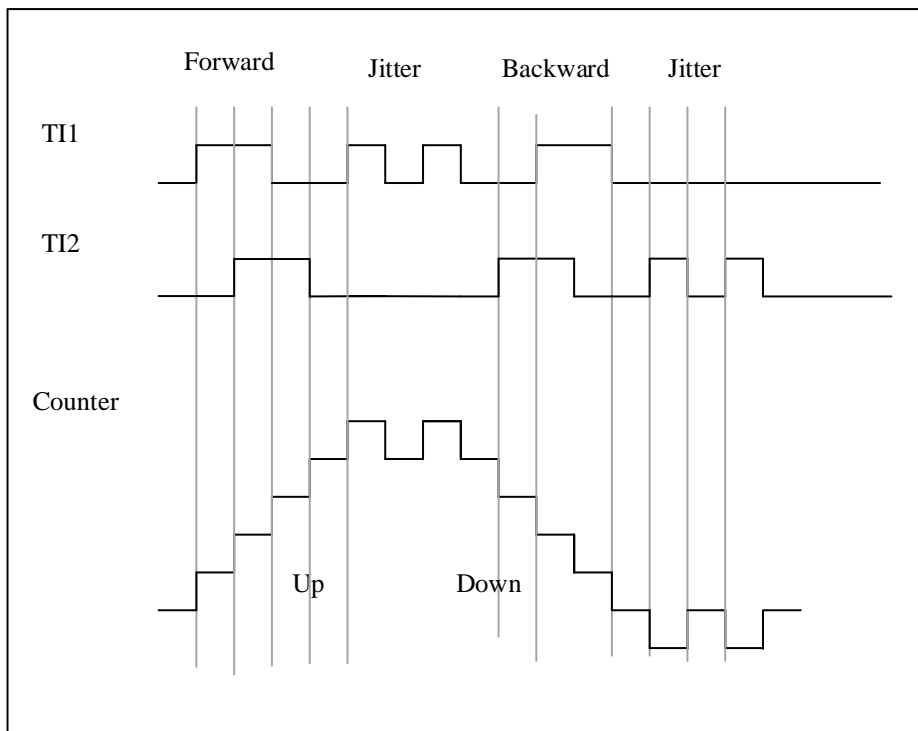 Forward
Jitter
Backward
Jitter
TI1
TI2
Counter
Up
Down